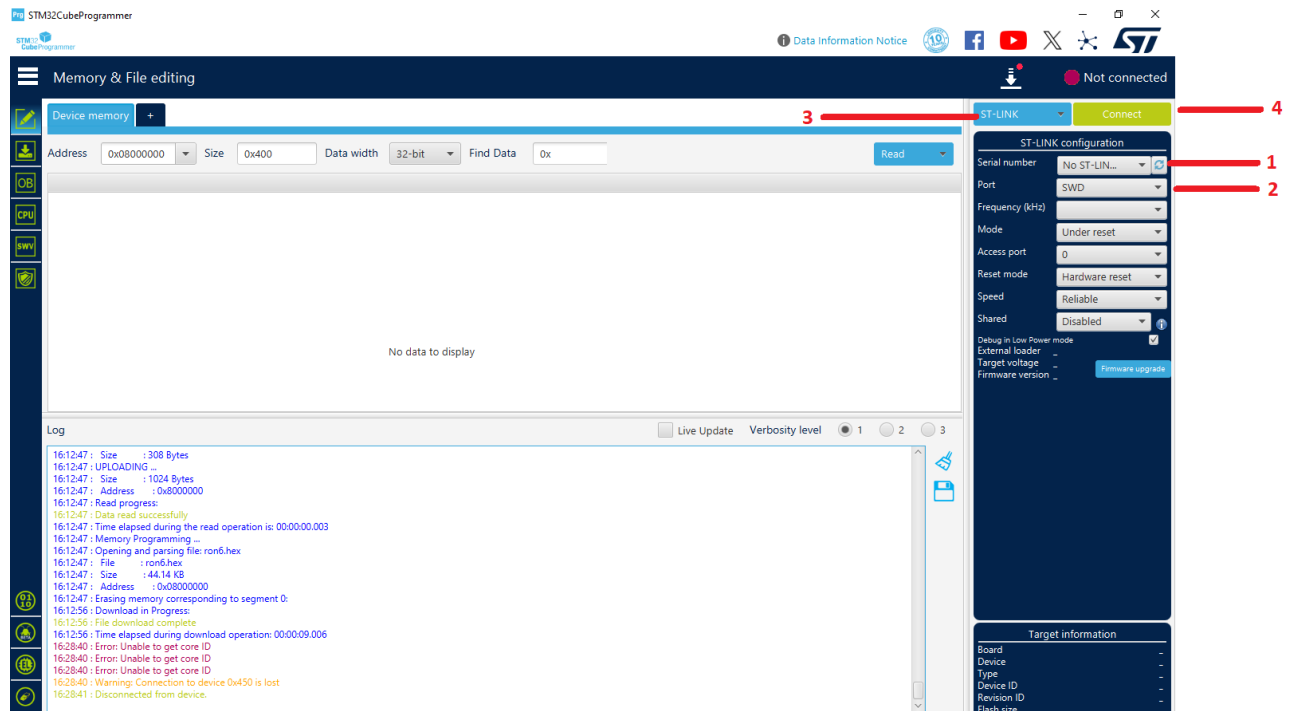 Prg STM32CubeProgrammer
STM32
CubeProgrammer
Data Information Notice
19
Memory & File editing
Not connected
Device memory +
3
ST-LINK
Connect
4
Address 0x08000000 Size 0x400 Data width 32-bit Find Data 0x Read
ST-LINK configuration
Serial number No ST-LIN...
1
Port SWD
2
Frequency (kHz)
Mode Under reset
Access port 0
Reset mode Hardware reset
Speed Reliable
Shared Disabled
Debug in Low Power mode
External loader _
Target voltage _
Firmware version _
Firmware upgrade
OB
CPU
SWV
No data to display
Log
Live Update Verbosity level 1 2 3
16:12:47 : Size : 308 Bytes
16:12:47 : UPLOADING ...
16:12:47 : Size : 1024 Bytes
16:12:47 : Address : 0x8000000
16:12:47 : Read progress:
16:12:47 : Data read successfully
16:12:47 : Time elapsed during the read operation is: 00:00:00.003
16:12:47 : Memory Programming ...
16:12:47 : Opening and parsing file: ron6.hex
16:12:47 : File : ron6.hex
16:12:47 : Size : 44.14 KB
16:12:47 : Address : 0x08000000
16:12:47 : Erasing memory corresponding to segment 0:
16:12:56 : Download in Progress:
16:12:56 : File download complete
16:12:56 : Time elapsed during download operation: 00:00:09.006
16:28:40 : Error: Unable to get core ID
16:28:40 : Error: Unable to get core ID
16:28:40 : Error: Unable to get core ID
16:28:40 : Warning: Connection to device 0x450 is lost
16:28:41 : Disconnected from device.
Target information
Board _
Device _
Type _
Device ID _
Revision ID _
Flash size _